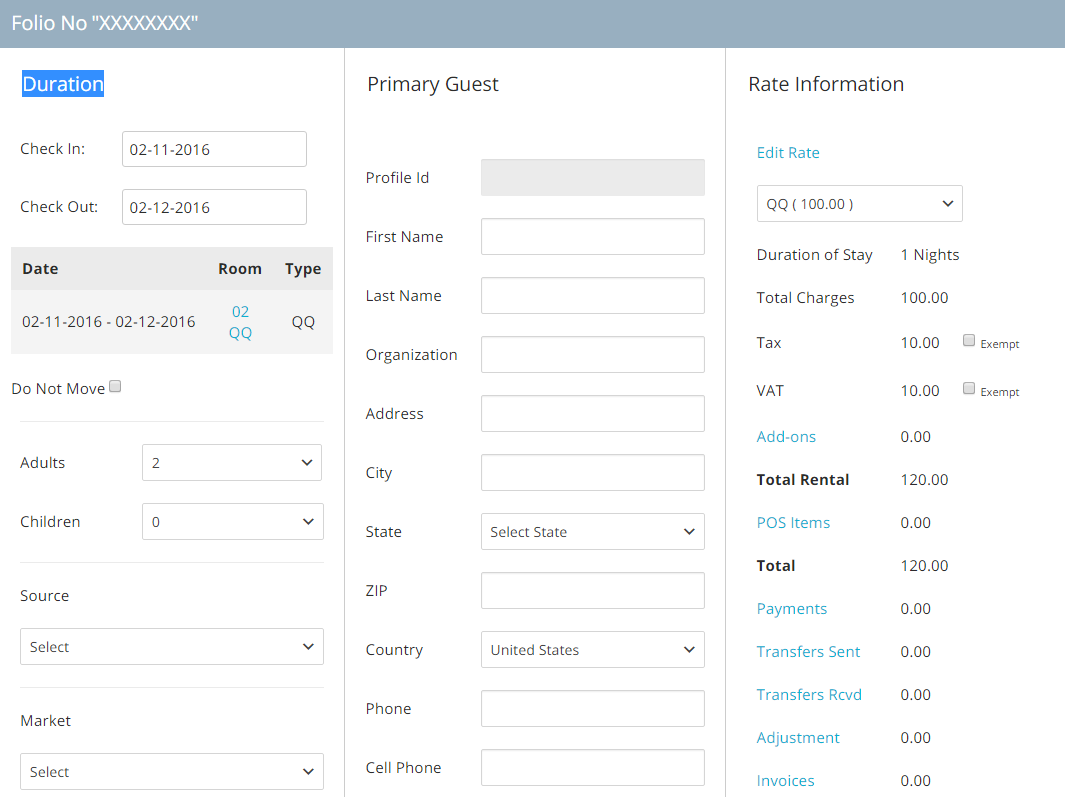 Folio No "XXXXXXXX"
Duration
Check In: 02-11-2016
Check Out: 02-12-2016
Date Room Type
02-11-2016 - 02-12-2016 02 QQ QQ
Do Not Move
Adults 2
Children 0
Source
Select
Market
Select
Primary Guest
Profile Id
First Name
Last Name
Organization
Address
City
State Select State
ZIP
Country United States
Phone
Cell Phone
Rate Information
Edit Rate
QQ ( 100.00 )
Duration of Stay 1 Nights
Total Charges 100.00
Tax 10.00 Exempt
VAT 10.00 Exempt
Add-ons 0.00
Total Rental 120.00
POS Items 0.00
Total 120.00
Payments 0.00
Transfers Sent 0.00
Transfers Rcvd 0.00
Adjustment 0.00
Invoices 0.00